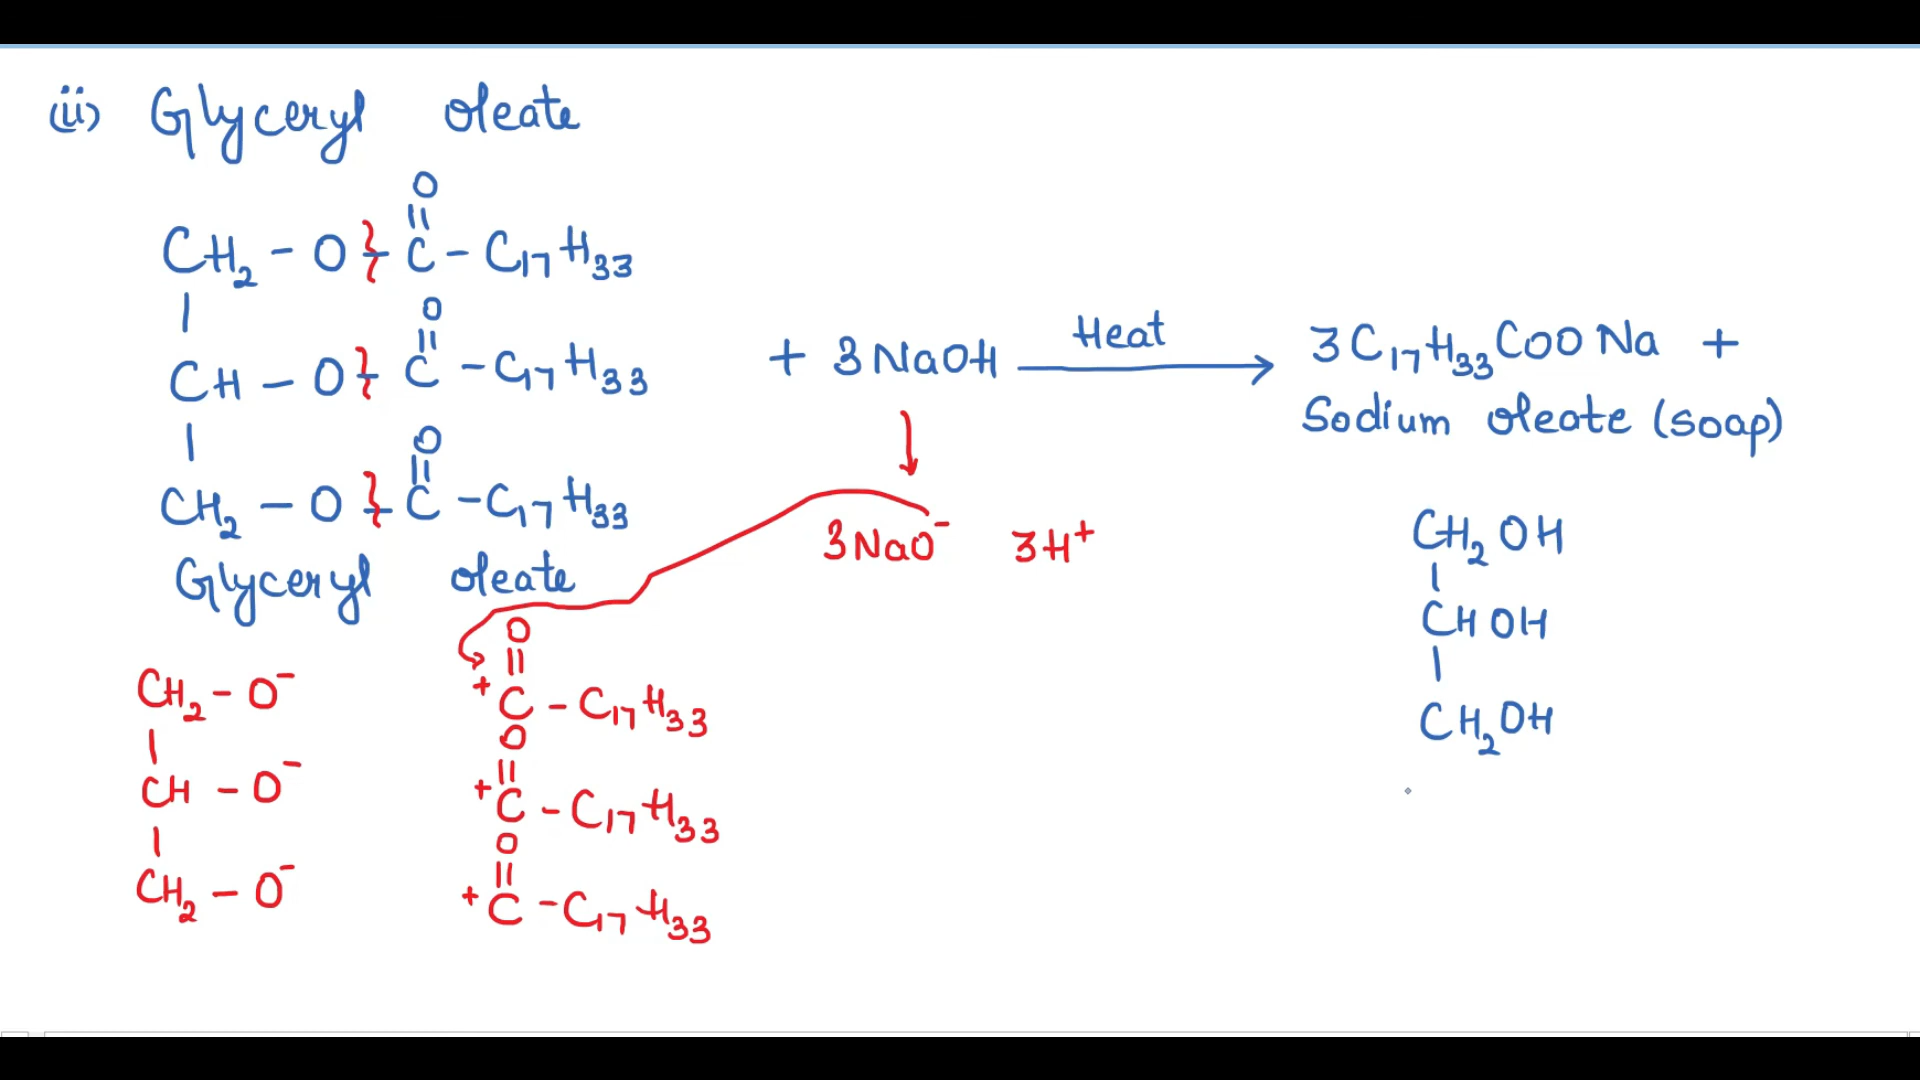 (ii) Glyceryl oleate
O
||
CH₂ - O - C - C₁₇H₃₃
| O
||
CH - O - C - C₁₇H₃₃ + 3NaOH Heat → 3C₁₇H₃₃COONa +
Sodium oleate (soap)
| O
||
CH₂ - O - C - C₁₇H₃₃
Glyceryl oleate
↓
3NaO⁻ 3H⁺
CH₂OH
|
CHOH
|
CH₂OH
O
||
CH₂ - O⁻ ⁺C - C₁₇H₃₃
| O
||
CH - O⁻ ⁺C - C₁₇H₃₃
| O
||
CH₂ - O⁻ ⁺C - C₁₇H₃₃